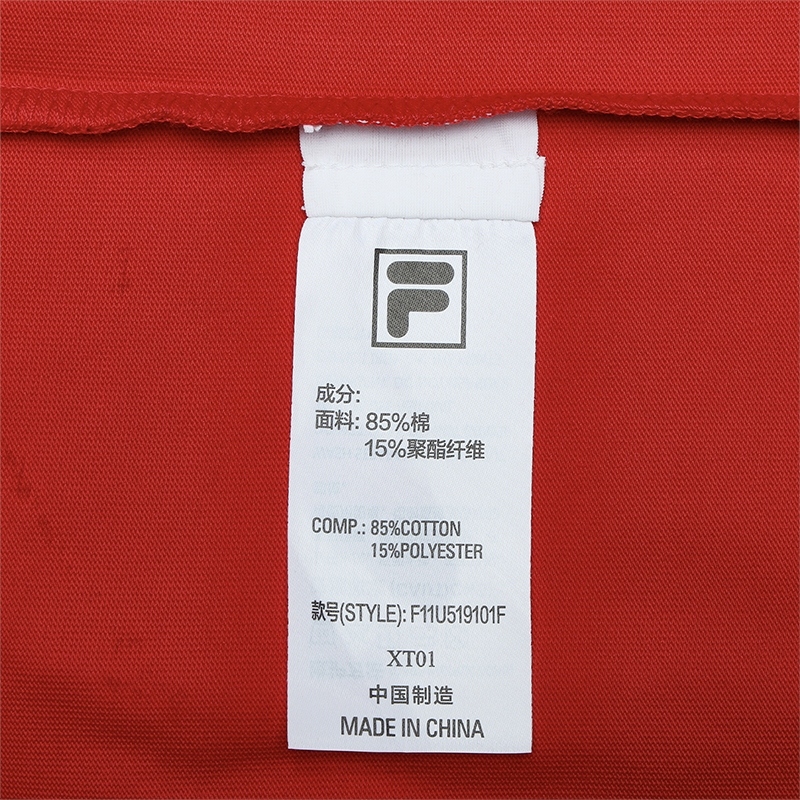 F
成分:
面料: 85%棉
15%聚酯纤维
COMP.: 85%COTTON
15%POLYESTER
款号(STYLE): F11U519101F
XT01
中国制造
MADE IN CHINA